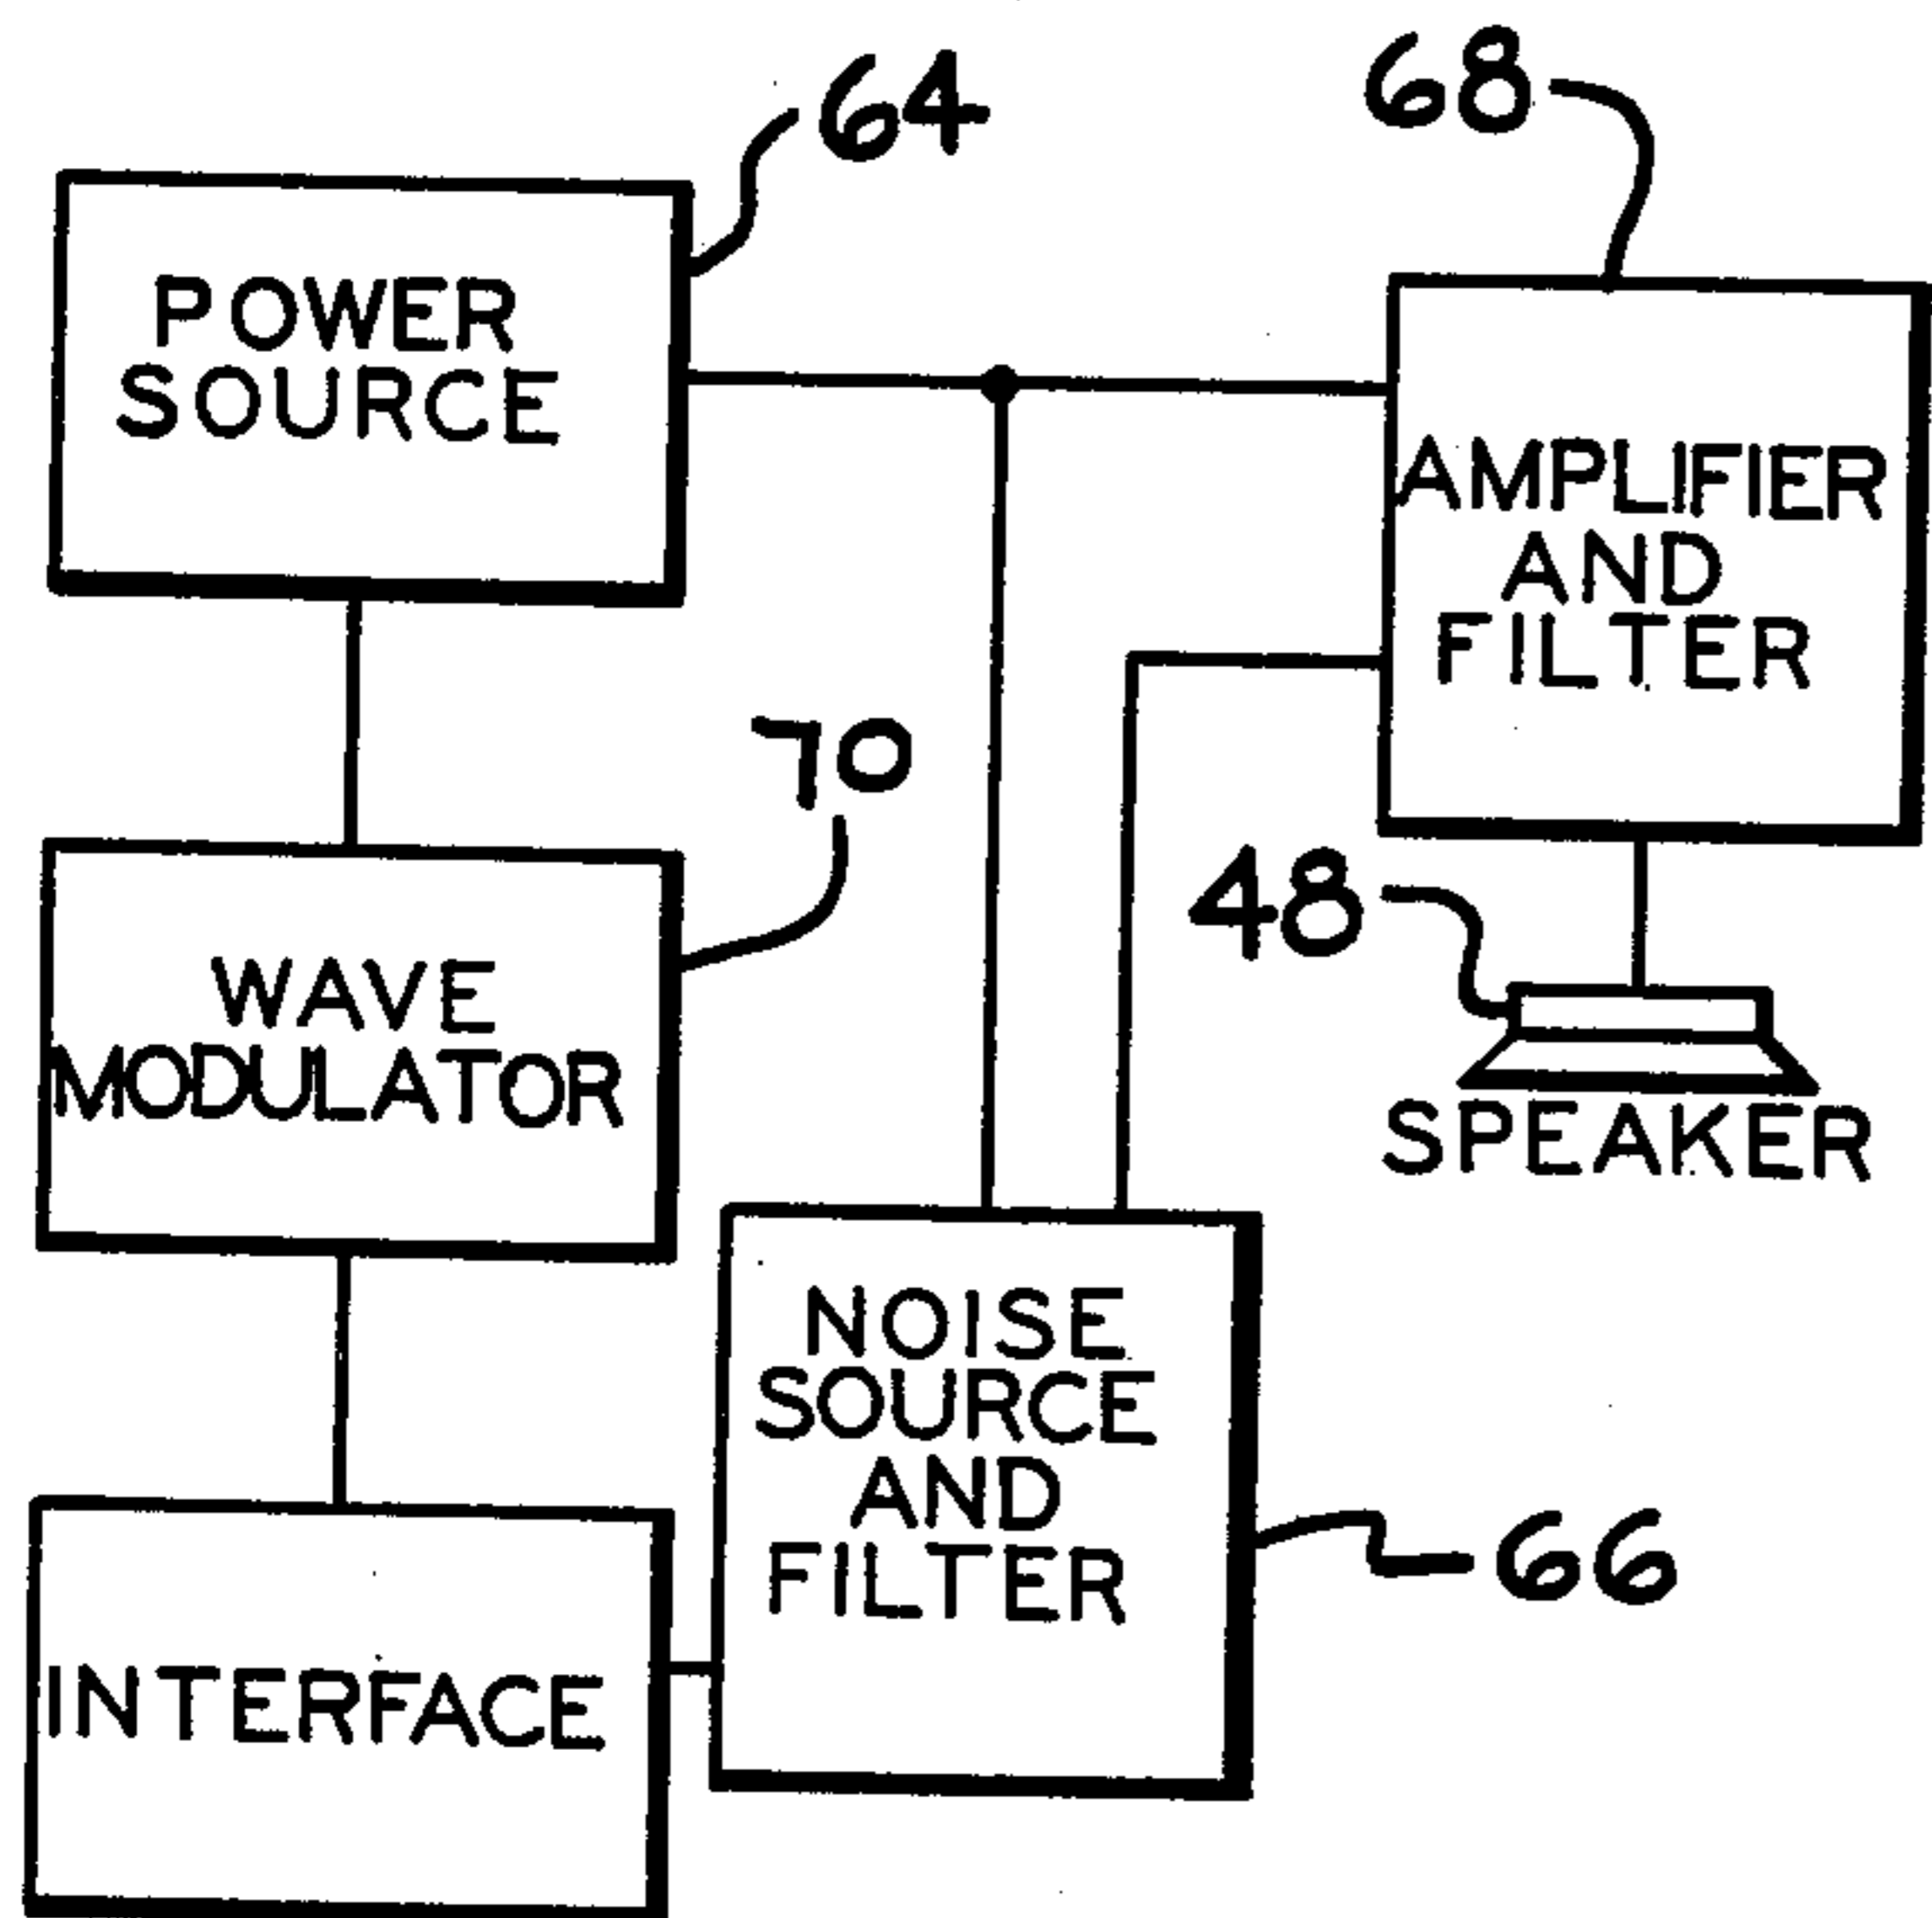 64
68
POWER
SOURCE
AMPLIFIER
AND
FILTER
70
48
WAVE
MODULATOR
SPEAKER
NOISE
SOURCE
AND
FILTER
66
INTERFACE